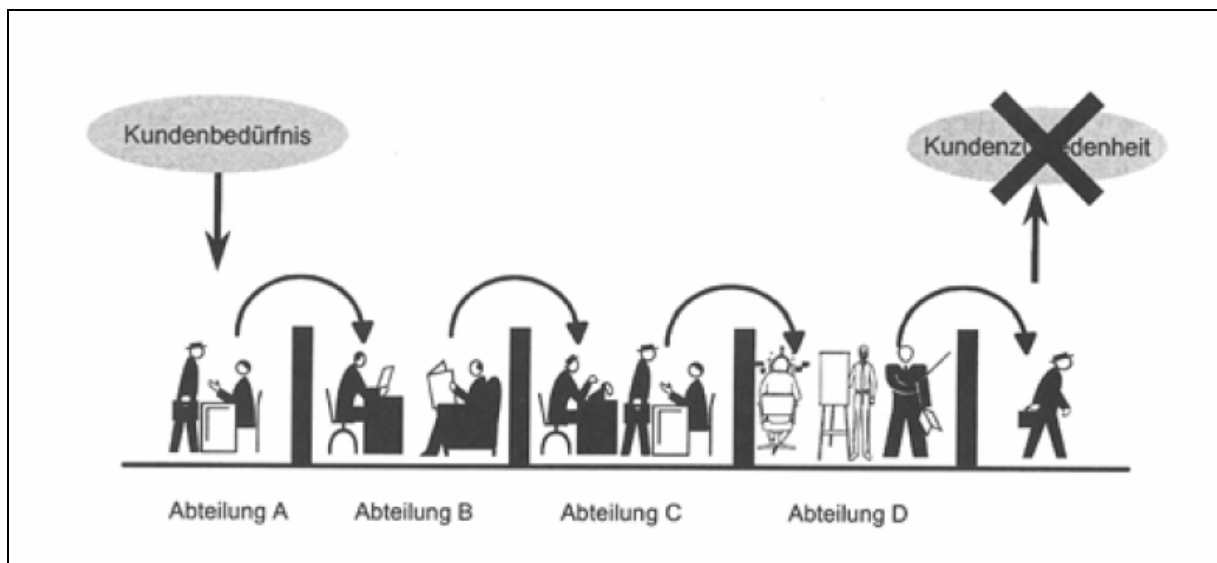 Kundenbedürfnis
Kundenzufriedenheit
Abteilung A
Abteilung B
Abteilung C
Abteilung D